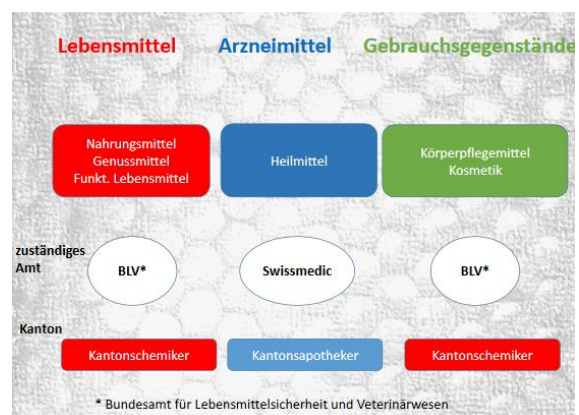 Lebensmittel Arzneimittel Gebrauchsgegenstände
Nahrungsmittel
Genussmittel
Funkt. Lebensmittel
Heilmittel
Körperpflegemittel
Kosmetik
zuständiges
Amt
BLV*
Swissmedic
BLV*
Kanton
Kantonschemiker
Kantonsapotheker
Kantonschemiker
* Bundesamt für Lebensmittelsicherheit und Veterinärwesen